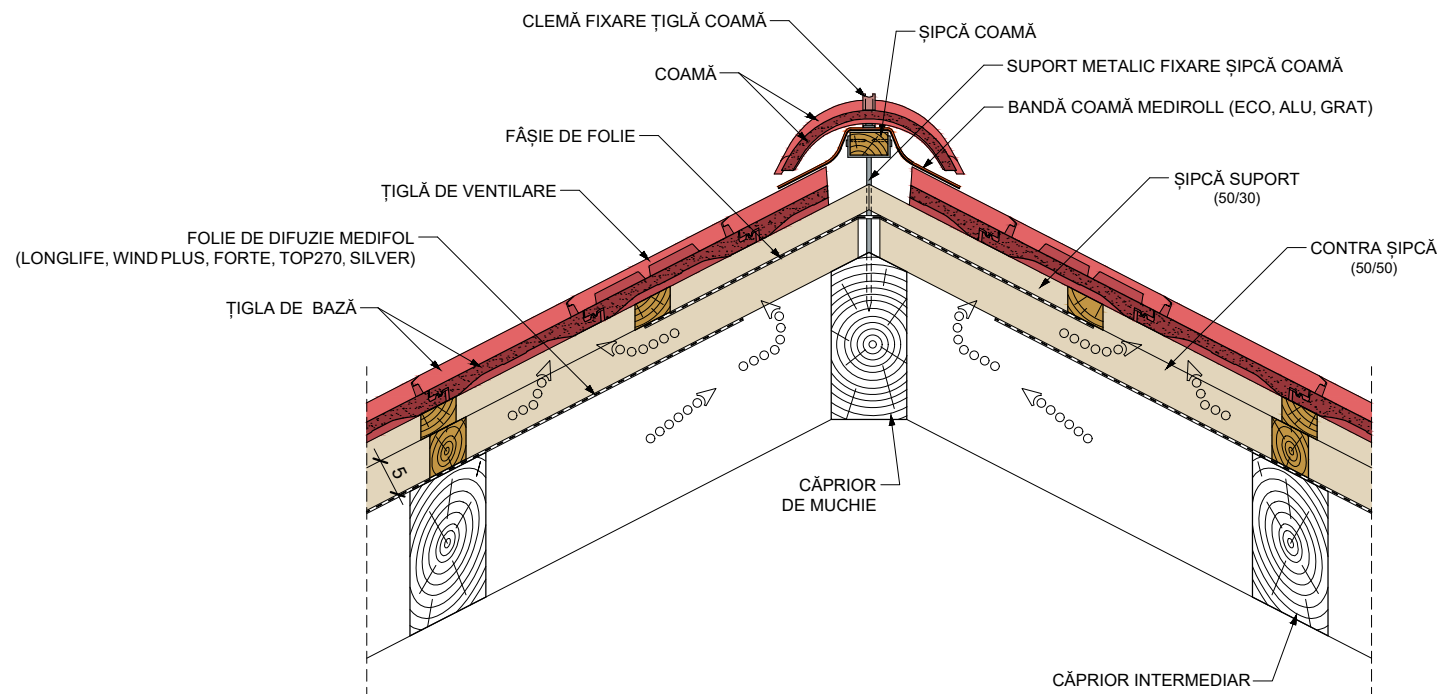 CLEMĂ FIXARE ȚIGLĂ COAMĂ
ȘIPCĂ COAMĂ
COAMĂ
SUPORT METALIC FIXARE ȘIPCĂ COAMĂ
BANDĂ COAMĂ MEDIROLL (ECO, ALU, GRAT)
FÂȘIE DE FOLIE
ȚIGLĂ DE VENTILARE
ȘIPCĂ SUPORT
(50/30)
FOLIE DE DIFUZIE MEDIFOL
(LONGLIFE, WIND PLUS, FORTE, TOP270, SILVER)
CONTRA ȘIPCĂ
(50/50)
ȚIGLA DE BAZĂ
5
CĂPRIOR
DE MUCHIE
CĂPRIOR INTERMEDIAR